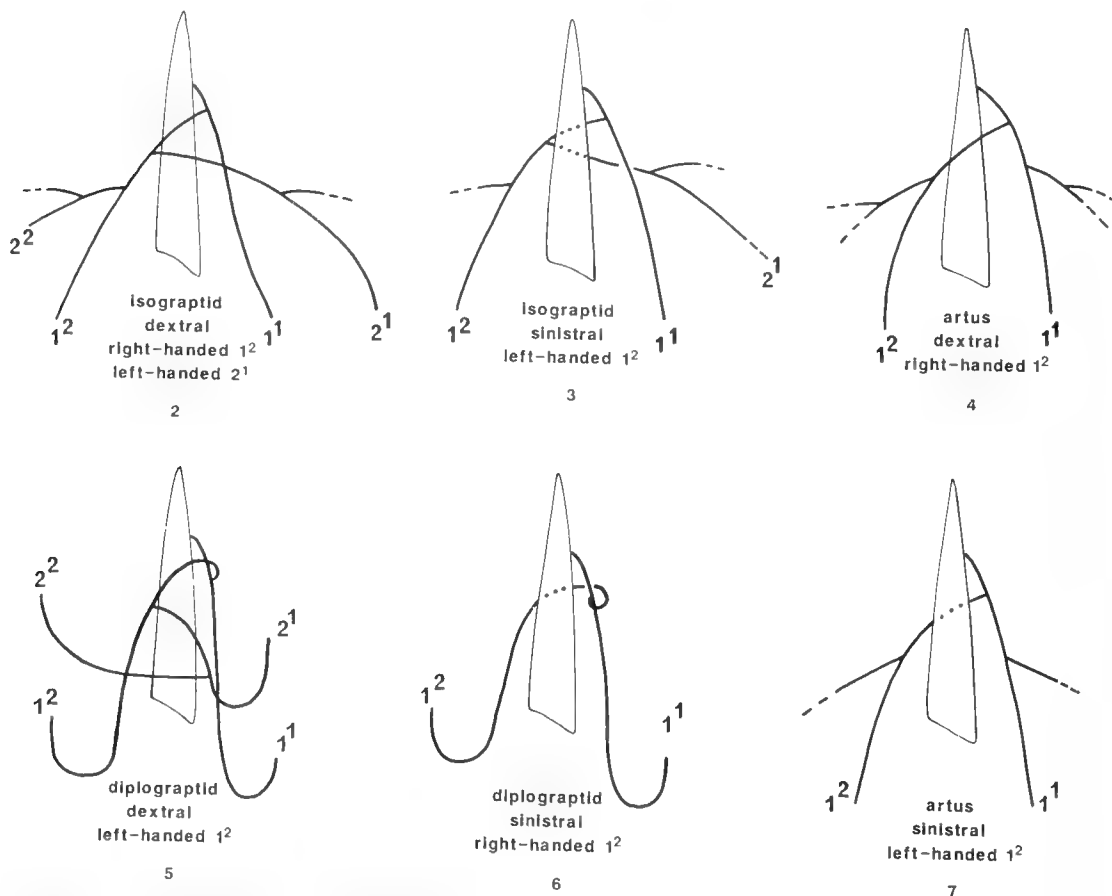 2²
1²
1¹
2¹
isograptid
dextral
right-handed 1²
left-handed 2¹
2
1²
1¹
2¹
isograptid
sinistral
left-handed 1²
3
1²
1¹
artus
dextral
right-handed 1²
4
2²
2¹
1²
1¹
diplograptid
dextral
left-handed 1²
5
1²
1¹
diplograptid
sinistral
right-handed 1²
6
1²
1¹
artus
sinistral
left-handed 1²
7